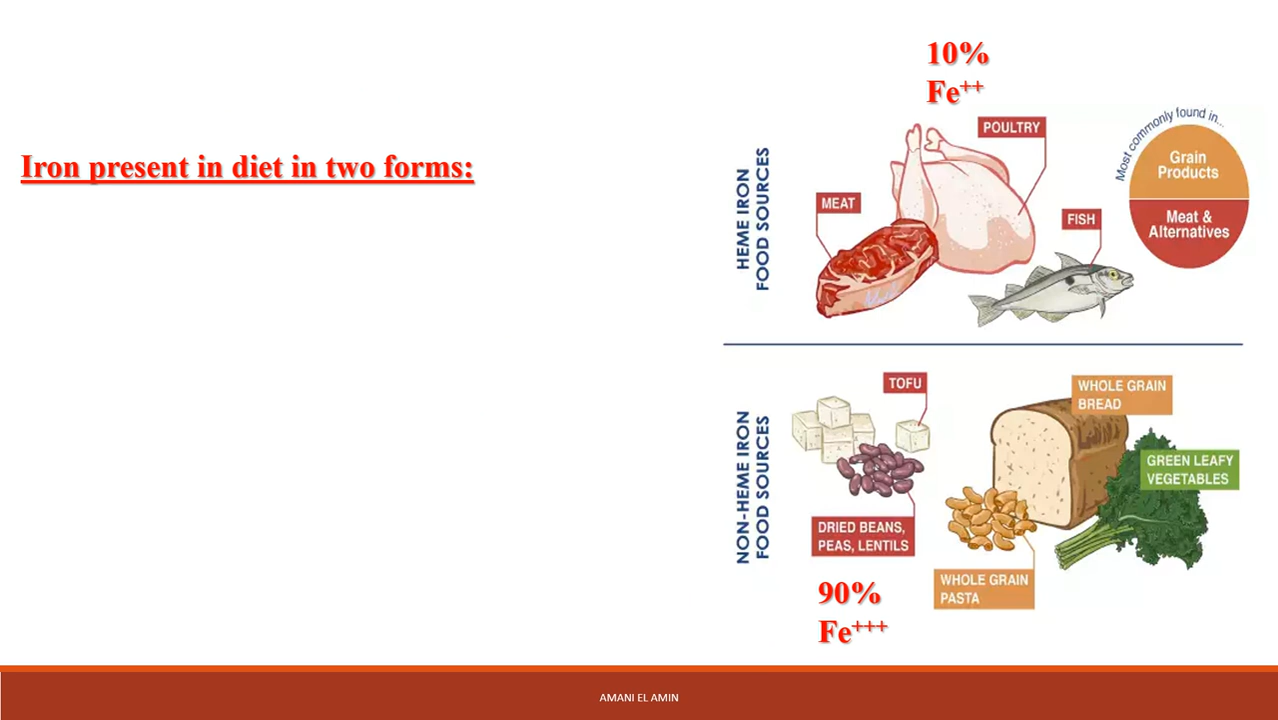 10%
Fe⁺⁺
Iron present in diet in two forms:
HEME IRON
FOOD SOURCES
POULTRY
MEAT
FISH
Most commonly found in...
Grain
Products
Meat &
Alternatives
NON-HEME IRON
FOOD SOURCES
TOFU
WHOLE GRAIN
BREAD
GREEN LEAFY
VEGETABLES
DRIED BEANS,
PEAS, LENTILS
WHOLE GRAIN
PASTA
90%
Fe⁺⁺⁺
AMANI EL AMIN